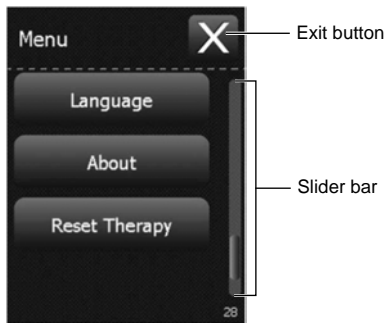 Menu
X
Exit button
Language
About
Slider bar
Reset Therapy
28